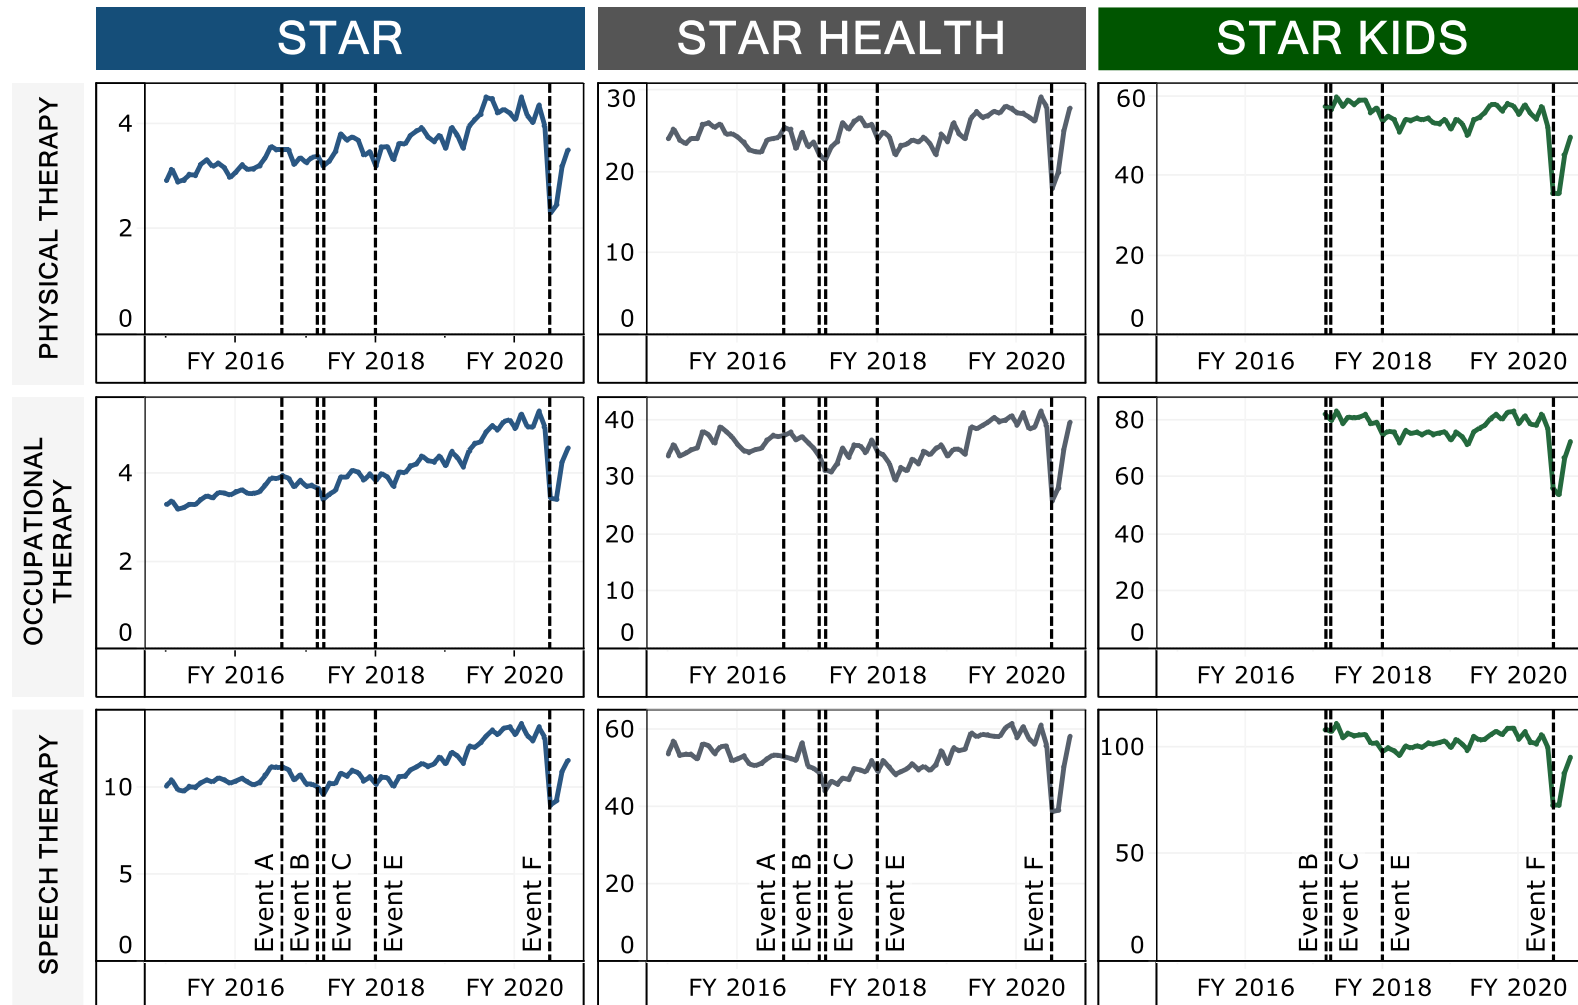 STAR
STAR HEALTH
STAR KIDS
PHYSICAL THERAPY
4
2
0
FY 2016
FY 2018
FY 2020
30
20
10
0
FY 2016
FY 2018
FY 2020
60
40
20
0
FY 2016
FY 2018
FY 2020
OCCUPATIONAL
THERAPY
4
2
0
FY 2016
FY 2018
FY 2020
40
30
20
10
0
FY 2016
FY 2018
FY 2020
80
60
40
20
0
FY 2016
FY 2018
FY 2020
SPEECH THERAPY
10
5
0
Event A
Event B
Event C
Event E
Event F
FY 2016
FY 2018
FY 2020
60
40
20
0
Event A
Event B
Event C
Event E
Event F
FY 2016
FY 2018
FY 2020
100
50
0
Event B
Event C
Event E
Event F
FY 2016
FY 2018
FY 2020